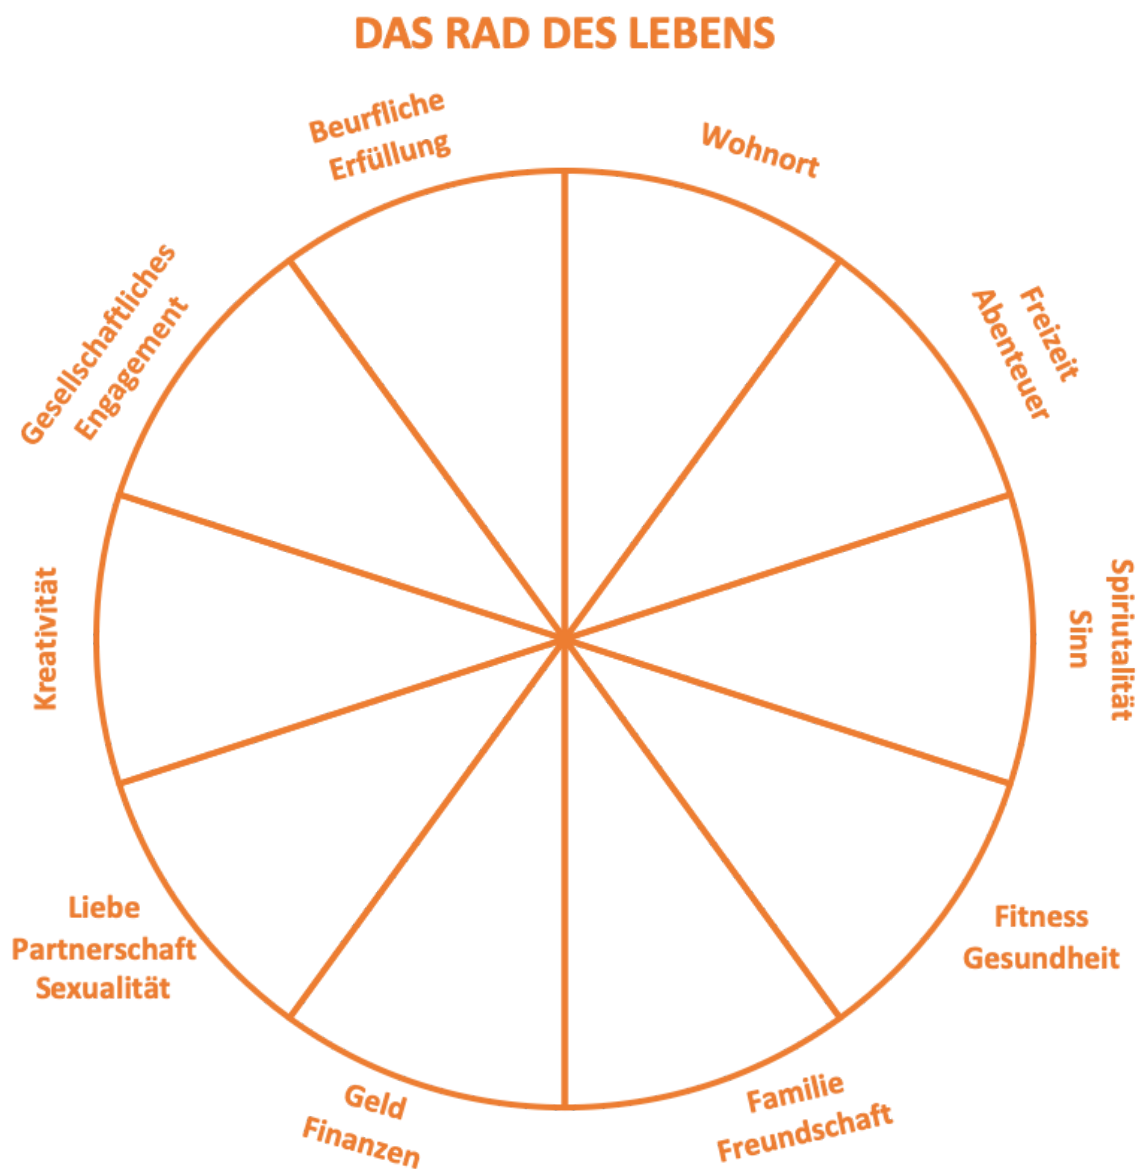 DAS RAD DES LEBENS
Beurfliche
Erfüllung
Wohnort
Freizeit
Abenteuer
Spiriutalität
Sinn
Fitness
Gesundheit
Familie
Freundschaft
Geld
Finanzen
Liebe
Partnerschaft
Sexualität
Kreativität
Gesellschaftliches
Engagement